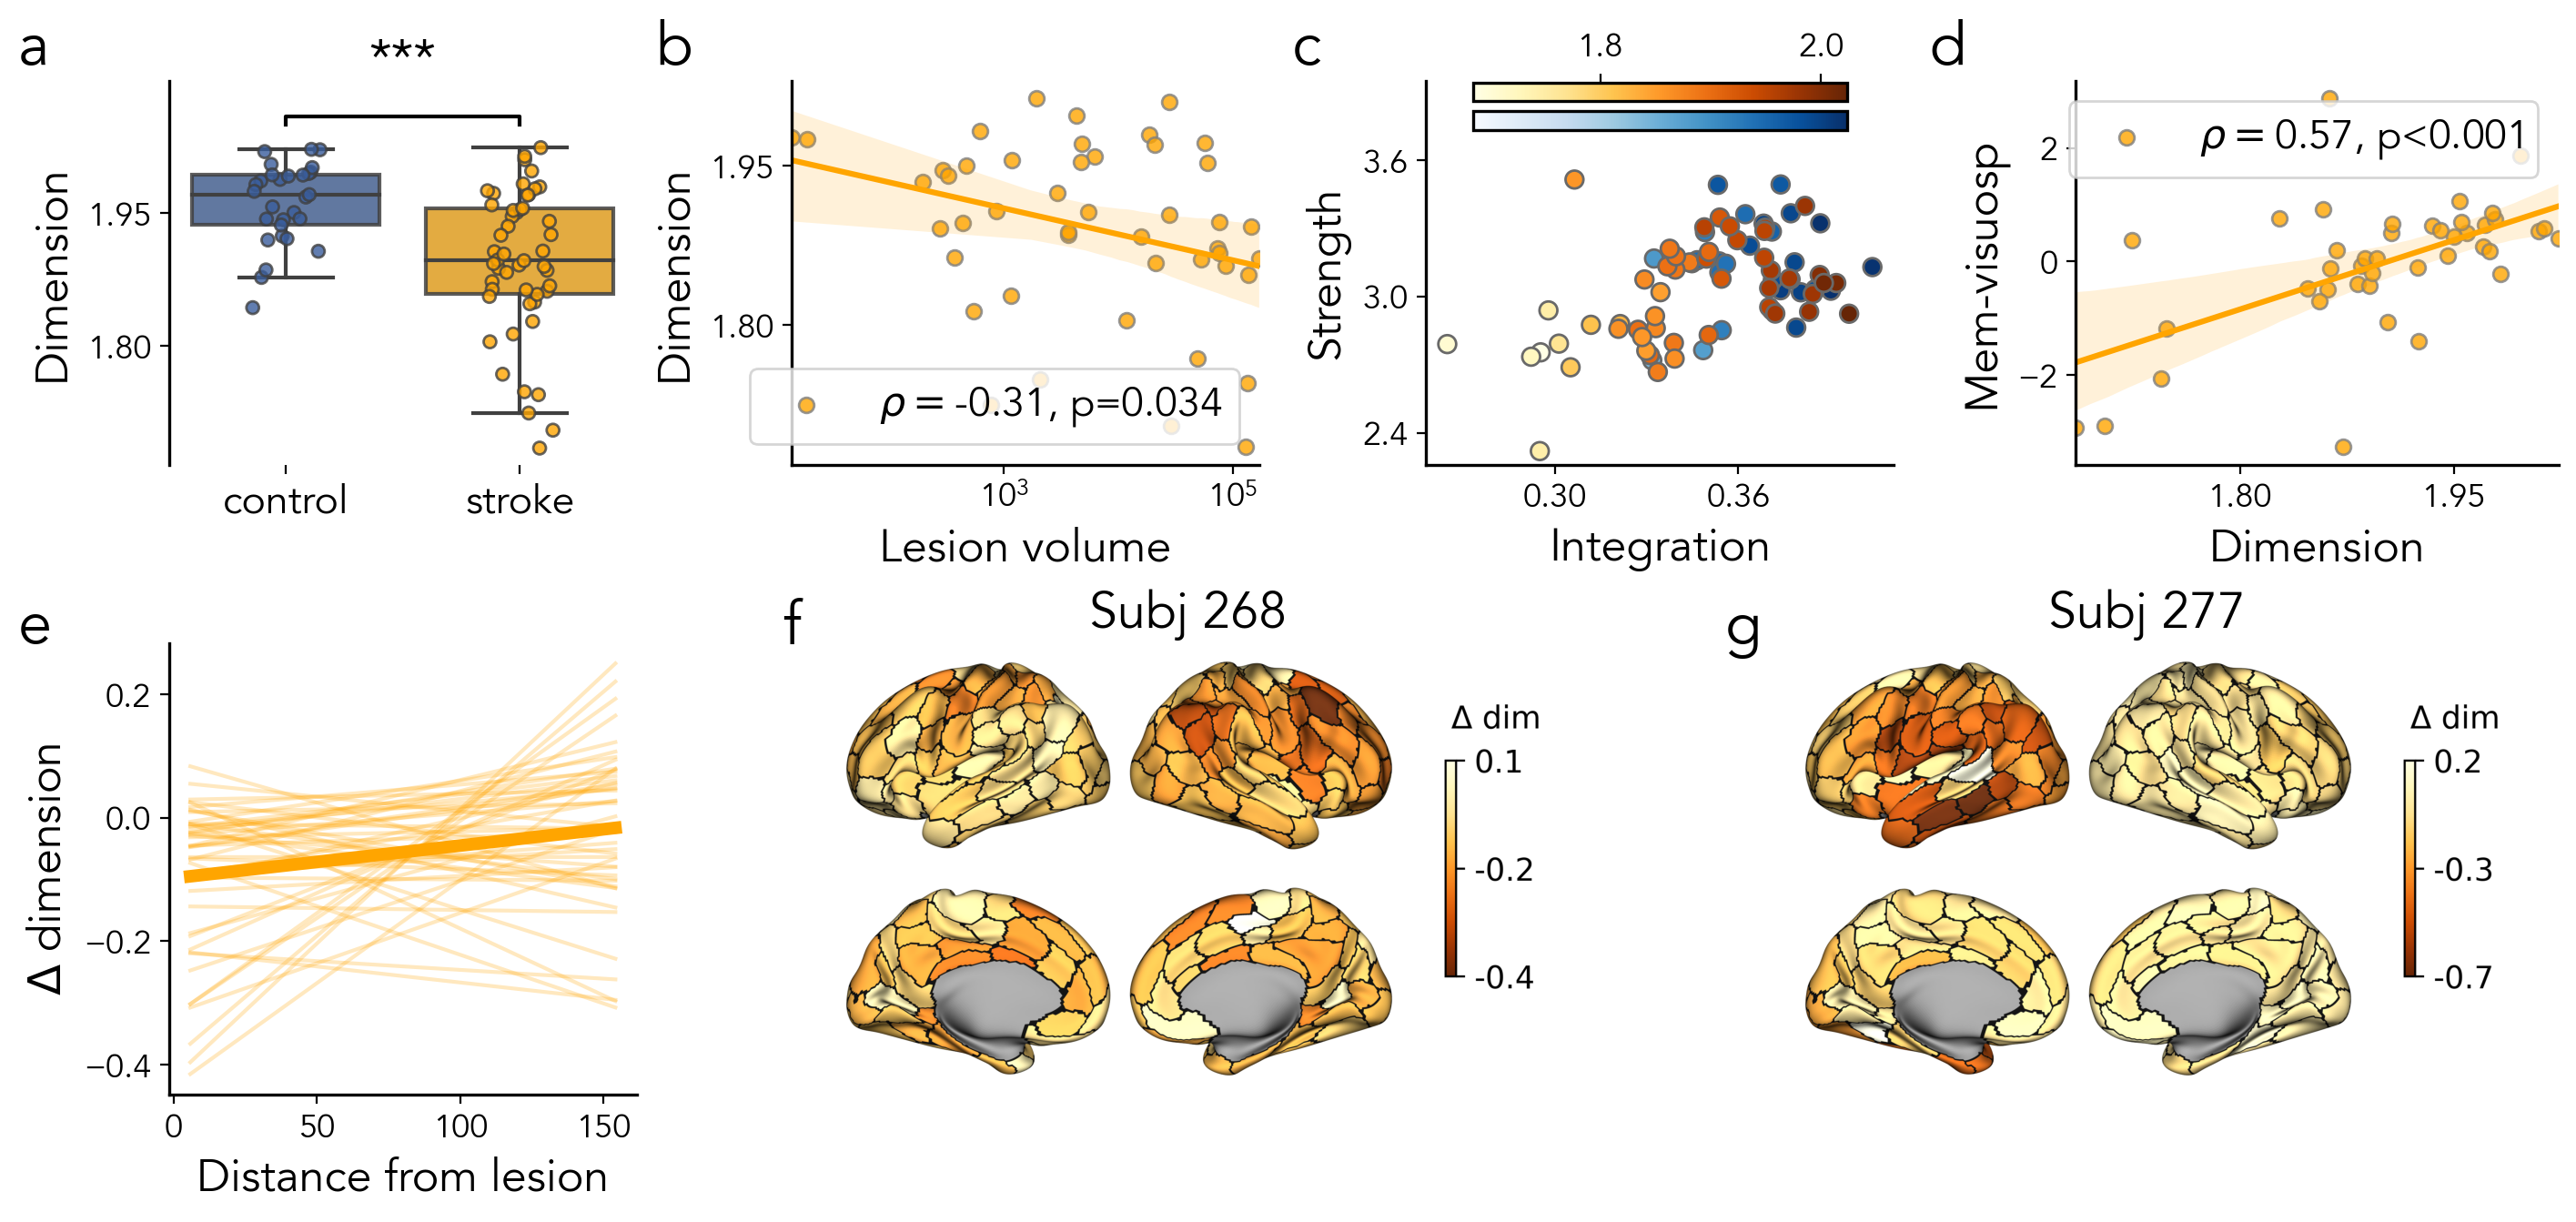 a
***
Dimension
1.95
1.80
control
stroke
b
Dimension
1.95
1.80
ρ = -0.31, p=0.034
10³
10⁵
Lesion volume
c
1.8
2.0
Strength
3.6
3.0
2.4
0.30
0.36
Integration
d
Mem-visuosp
2
0
−2
ρ = 0.57, p<0.001
1.80
1.95
Dimension
e
Δ dimension
0.2
0.0
−0.2
−0.4
0
50
100
150
Distance from lesion
f
Subj 268
Δ dim
0.1
-0.2
-0.4
g
Subj 277
Δ dim
0.2
-0.3
-0.7